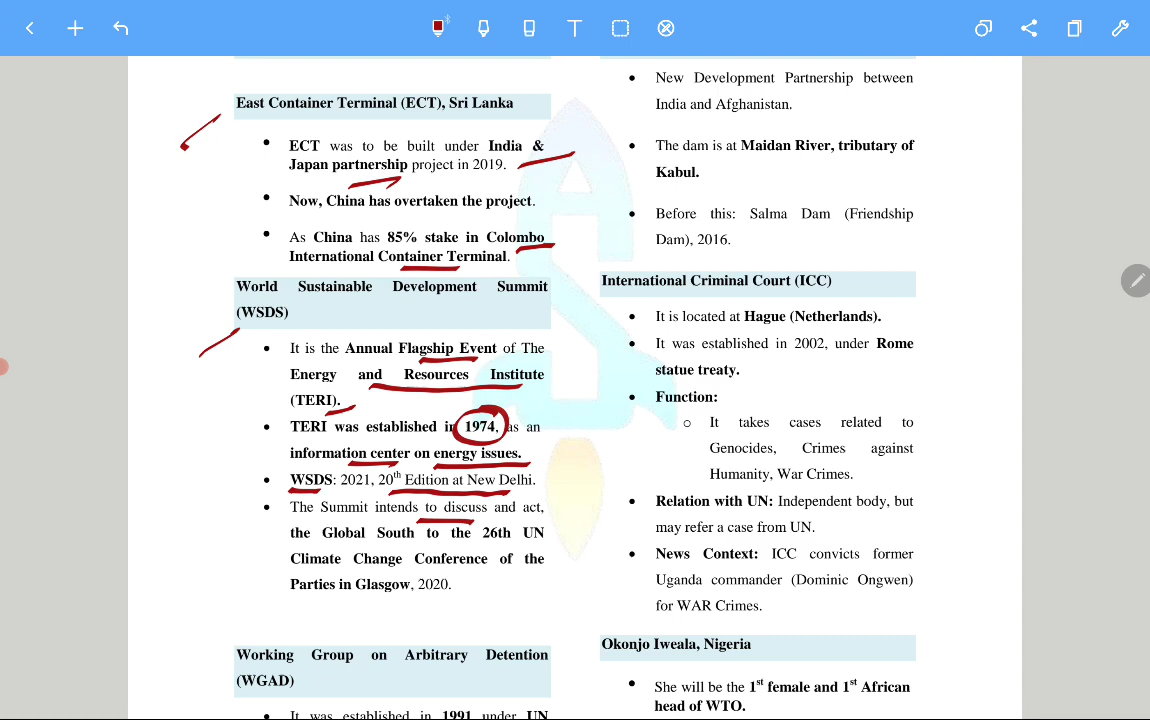 East Container Terminal (ECT), Sri Lanka
• ECT was to be built under India &
Japan partnership project in 2019.
• Now, China has overtaken the project.
• As China has 85% stake in Colombo
International Container Terminal.
World Sustainable Development Summit
(WSDS)
• It is the Annual Flagship Event of The
Energy and Resources Institute
(TERI).
• TERI was established in 1974, as an
information center on energy issues.
• WSDS: 2021, 20th Edition at New Delhi.
• The Summit intends to discuss and act,
the Global South to the 26th UN
Climate Change Conference of the
Parties in Glasgow, 2020.
Working Group on Arbitrary Detention
(WGAD)
• It was established in 1991 under UN
• New Development Partnership between
India and Afghanistan.
• The dam is at Maidan River, tributary of
Kabul.
• Before this: Salma Dam (Friendship
Dam), 2016.
International Criminal Court (ICC)
• It is located at Hague (Netherlands).
• It was established in 2002, under Rome
statue treaty.
• Function:
o It takes cases related to
Genocides, Crimes against
Humanity, War Crimes.
• Relation with UN: Independent body, but
may refer a case from UN.
• News Context: ICC convicts former
Uganda commander (Dominic Ongwen)
for WAR Crimes.
Okonjo Iweala, Nigeria
• She will be the 1st female and 1st African
head of WTO.